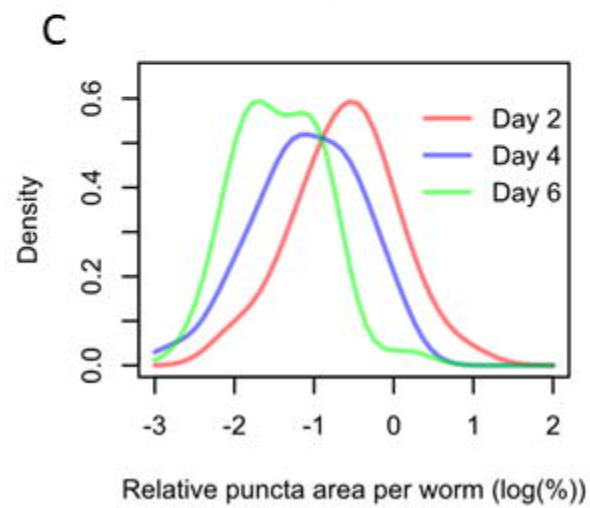 C
Density
0.6
0.4
0.2
0.0
Day 2
Day 4
Day 6
-3 -2 -1 0 1 2
Relative puncta area per worm (log(%))